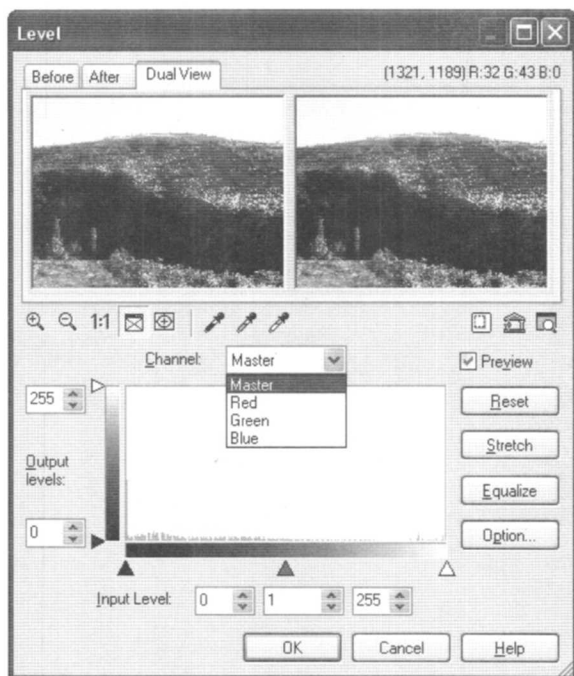 Level
Before After Dual View (1321, 1189) R:32 G:43 B:0
1:1
Channel: Master Preview
Master
Red
Green
Blue
255
Reset
Stretch
Output levels:
Equalize
0
Option...
Input Level: 0 1 255
OK Cancel Help